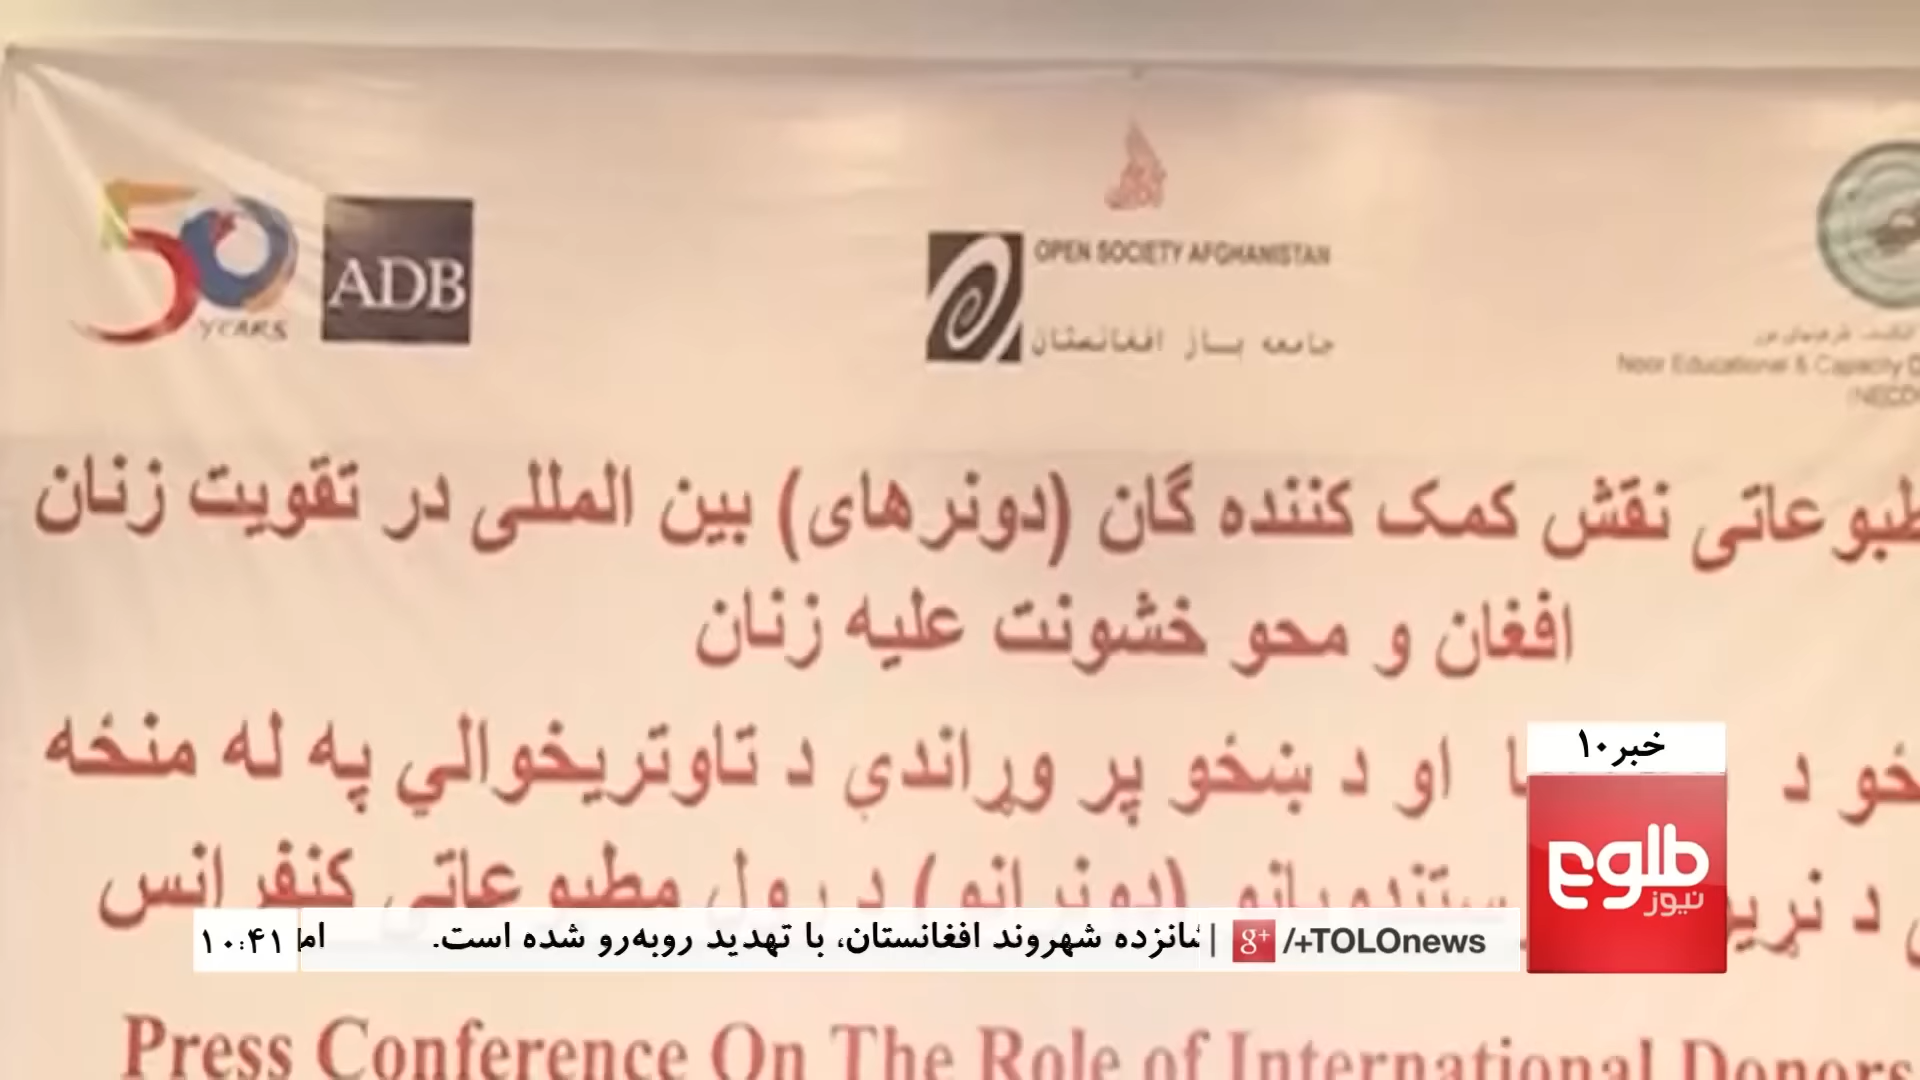 50 YEARS
ADB
OPEN SOCIETY AFGHANISTAN
جامعه باز افغانستان
Noor Educational & Capacity
طبوعاتی نقش کمک کننده گان (دونرهای) بین المللی در تقویت زنان
افغان و محو خشونت علیه زنان
او د ښځو پر وړاندې د تاوتریخوالي په له منځه
د رول مطبوعاتي کنفرانس
Press Conference On The Role of International Donors
خبر۱۰
طلوع
نیوز
۱۰:۴۱
شانزده شهروند افغانستان، با تهدید روبه‌رو شده است.
g+ /+TOLOnews